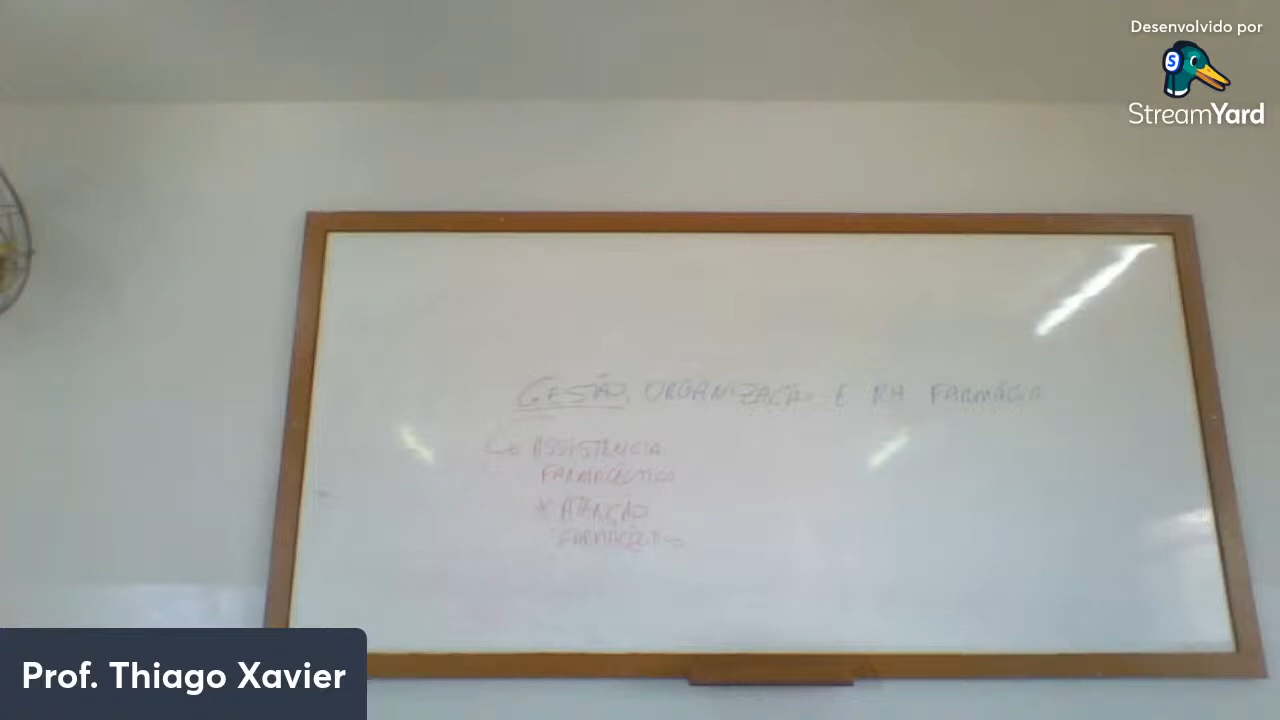 Desenvolvido por
StreamYard
GESTÃO, ORGANIZAÇÃO E RH FARMÁCIA
ASSISTÊNCIA
FARMACÊUTICA
* ATENÇÃO
FARMACÊUTICA
Prof. Thiago Xavier